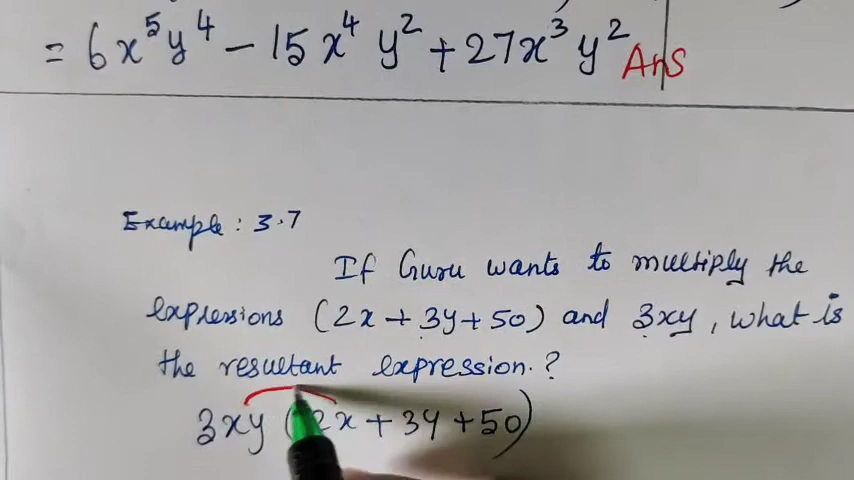 = 6x⁵y⁴ - 15x⁴y² + 27x³y² Ans
Example : 3.7
If Guru wants to multiply the
expressions (2x + 3y + 50) and 3xy, what is
the resultant expression.?
3xy (2x + 3y + 50)